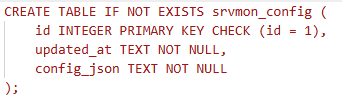 CREATE TABLE IF NOT EXISTS srvmon_config (
    id INTEGER PRIMARY KEY CHECK (id = 1),
    updated_at TEXT NOT NULL,
    config_json TEXT NOT NULL
);